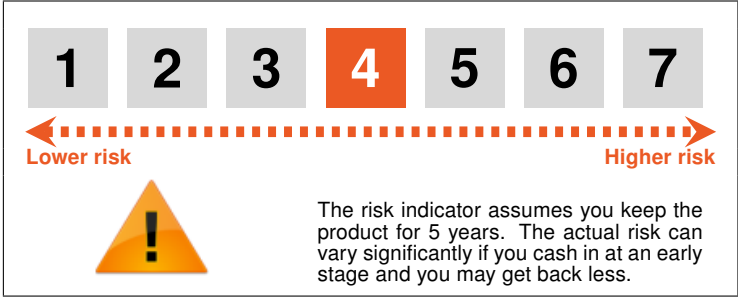 1 2 3 4 5 6 7
Lower risk Higher risk
!
The risk indicator assumes you keep the
product for 5 years. The actual risk can
vary significantly if you cash in at an early
stage and you may get back less.